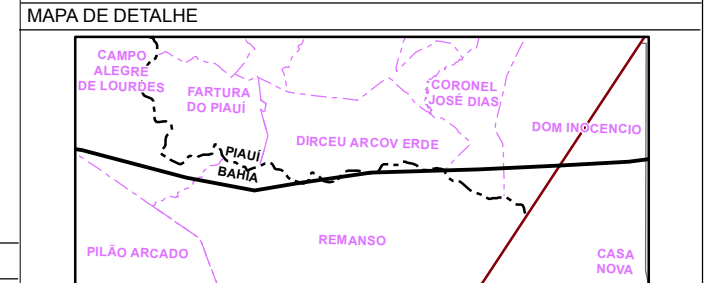 MAPA DE DETALHE
CAMPO
ALEGRE
DE LOURDES
FARTURA
DO PIAUÍ
CORONEL
JOSÉ DIAS
DIRCEU ARCOV ERDE
DOM INOCENCIO
PIAUÍ
BAHIA
PILÃO ARCADO
REMANSO
CASA
NOVA